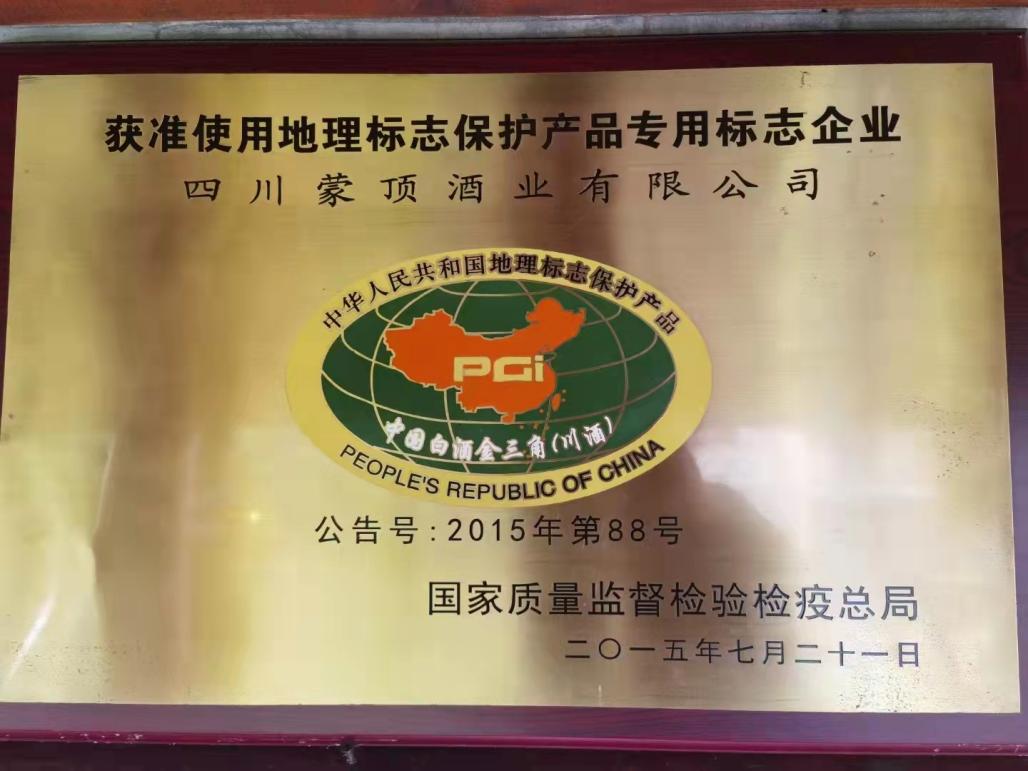 获准使用地理标志保护产品专用标志企业
四川蒙顶酒业有限公司
中华人民共和国地理标志保护产品
PGi
中国白酒金三角(川酒)
PEOPLE'S REPUBLIC OF CHINA
公告号:2015年第88号
国家质量监督检验检疫总局
二〇一五年七月二十一日